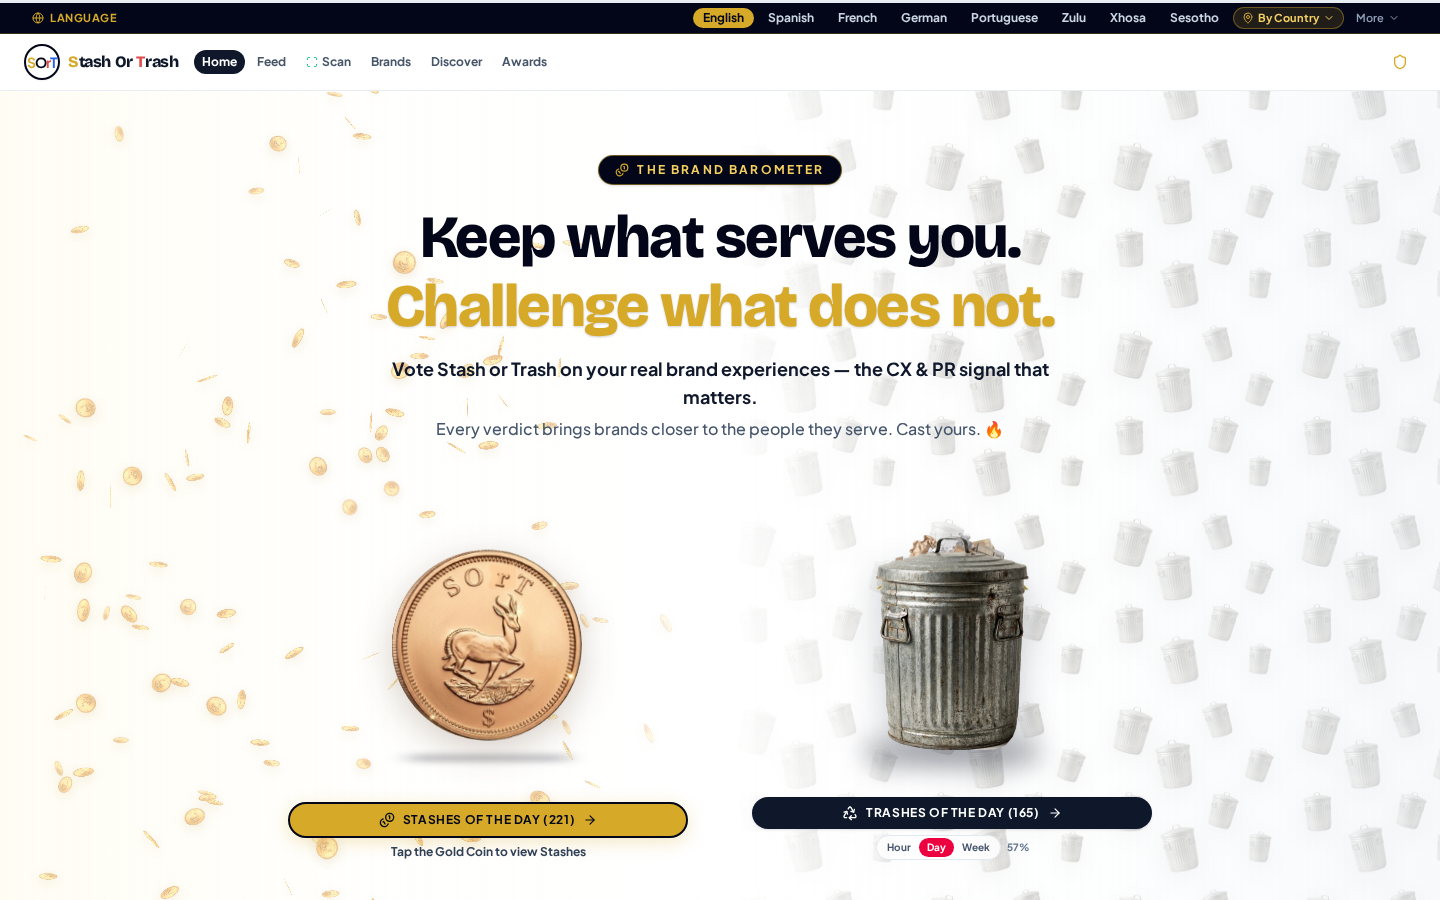 LANGUAGE
English Spanish French German Portuguese Zulu Xhosa Sesotho By Country More
SOrT Stash Or Trash Home Feed Scan Brands Discover Awards
THE BRAND BAROMETER
Keep what serves you.
Challenge what does not.
Vote Stash or Trash on your real brand experiences — the CX & PR signal that
matters.
Every verdict brings brands closer to the people they serve. Cast yours. 🔥
SOrT
$
STASHES OF THE DAY (221)
TRASHES OF THE DAY (165)
Tap the Gold Coin to view Stashes
Hour Day Week 57%